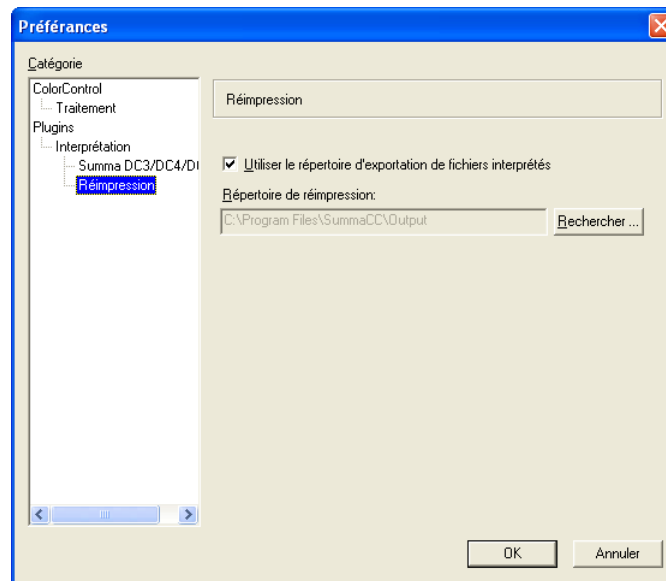 Préférances
Catégorie
ColorControl
Traitement
Plugins
Interprétation
Summa DC3/DC4/D
Réimpression
Réimpression
Utiliser le répertoire d'exportation de fichiers interprétés
Répertoire de réimpression:
C:\Program Files\SummaCC\Output
Rechercher ...
OK
Annuler